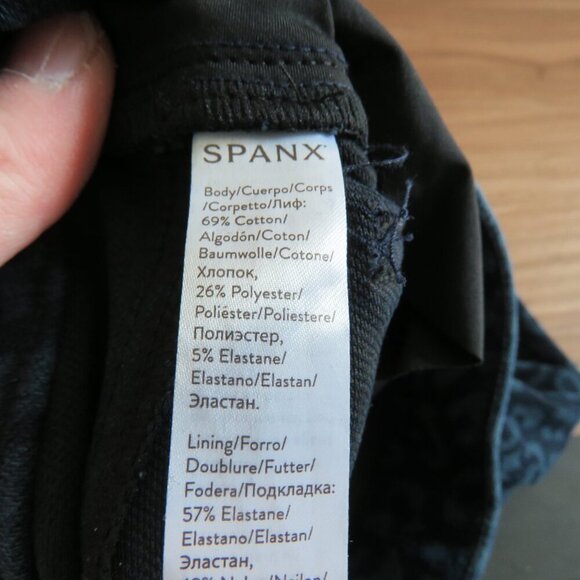 SPANX
Body/Cuerpo/Corps
/Corpetto/Лиф:
69% Cotton/
Algodón/Coton/
Baumwolle/Cotone/
Хлопок,
26% Polyester/
Poliéster/Poliestere/
Полиэстер,
5% Elastane/
Elastano/Elastan/
Эластан.
Lining/Forro/
Doublure/Futter/
Fodera/Подкладка:
57% Elastane/
Elastano/Elastan/
Эластан,